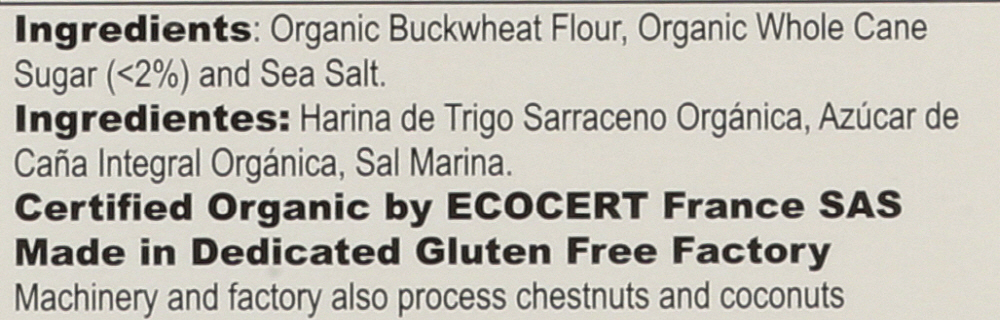 Ingredients: Organic Buckwheat Flour, Organic Whole Cane
Sugar (<2%) and Sea Salt.
Ingredientes: Harina de Trigo Sarraceno Orgánica, Azúcar de
Caña Integral Orgánica, Sal Marina.
Certified Organic by ECOCERT France SAS
Made in Dedicated Gluten Free Factory
Machinery and factory also process chestnuts and coconuts